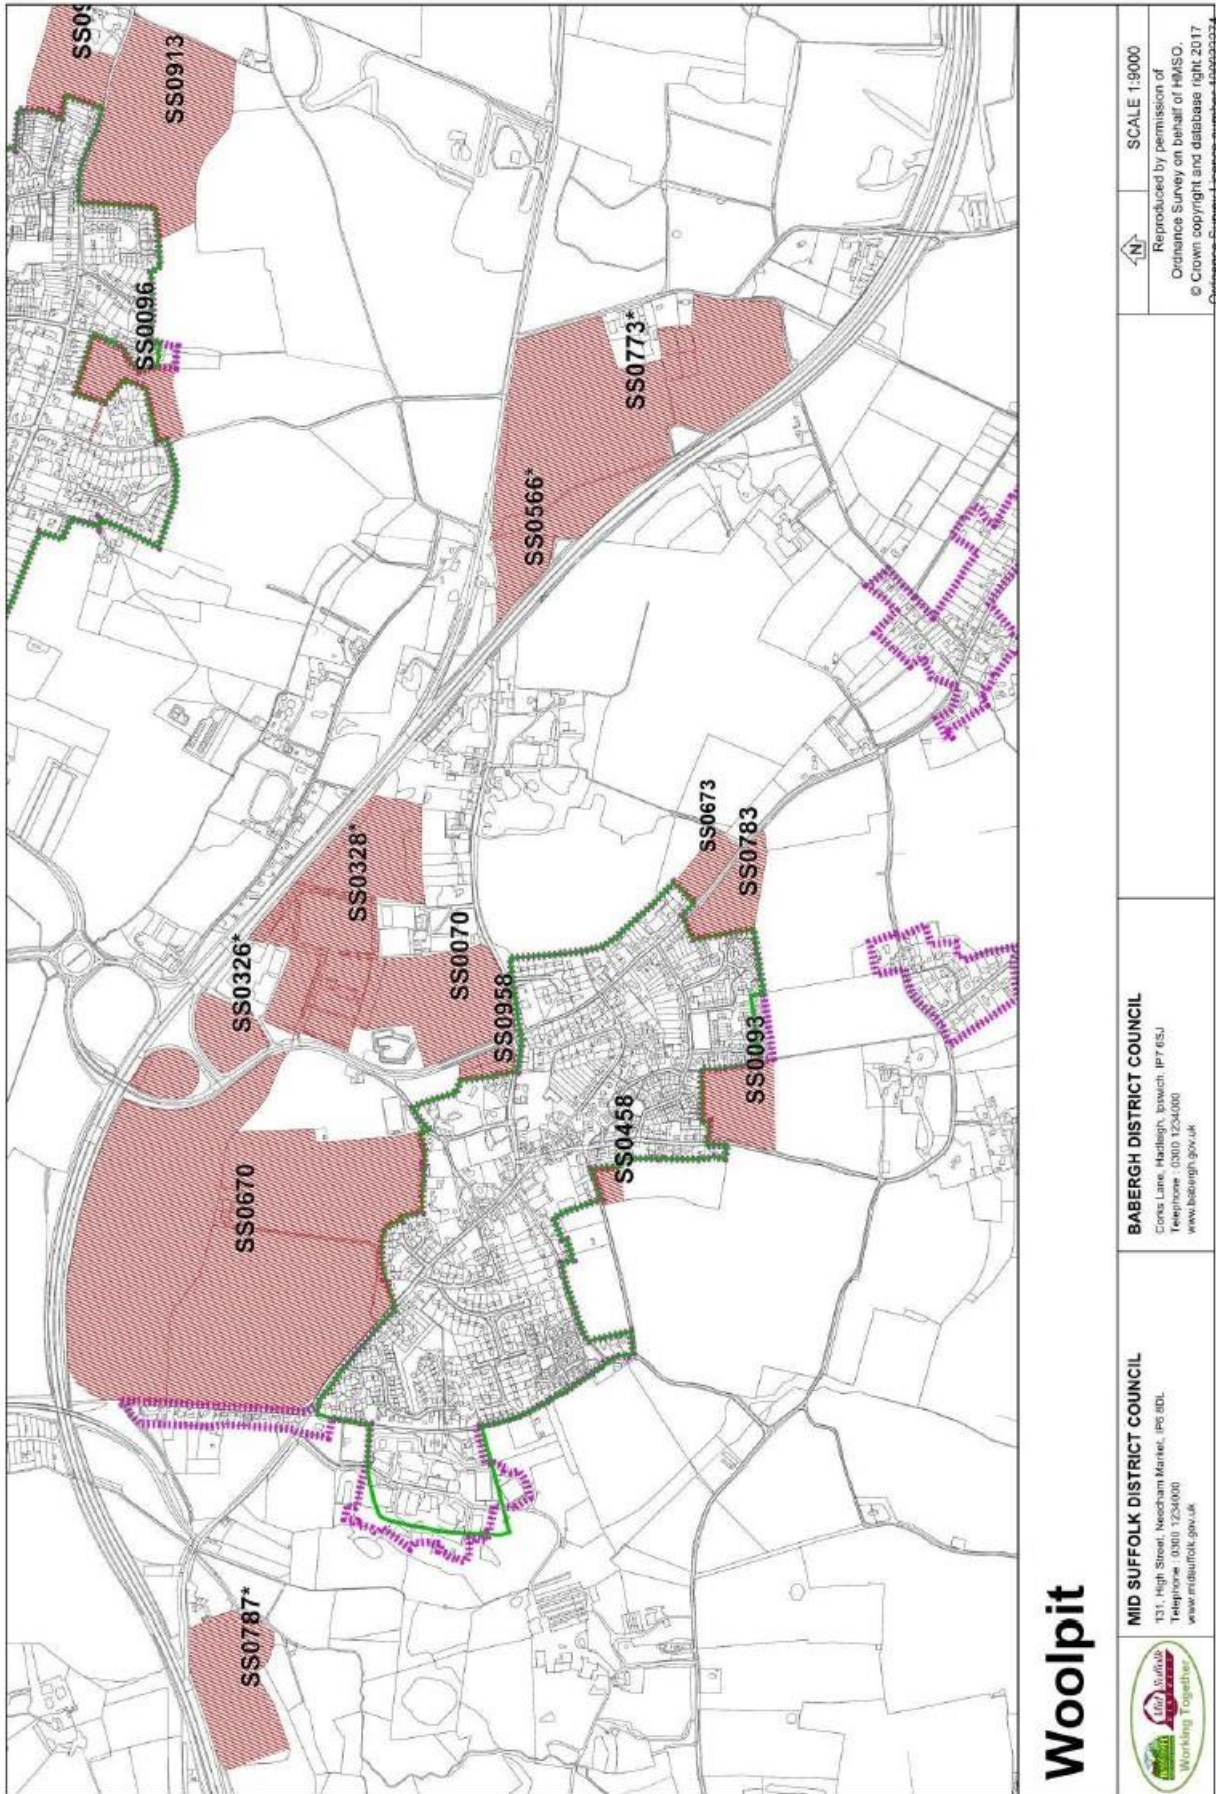 SS0913
SS0096
SS0773*
SS0566*
SS0328*
SS0326*
SS0070
SS0958
SS0673
SS0783
SS0670
SS0458
SS0093
SS0787*
Woolpit
MID SUFFOLK DISTRICT COUNCIL
131, High Street, Needham Market, IP6 8DL
Telephone : 0300 1234000
www.midsuffolk.gov.uk
BABERGH DISTRICT COUNCIL
Corks Lane, Hadleigh, Ipswich, IP7 6SJ
Telephone : 0300 1234000
www.babergh.gov.uk
N
SCALE 1:9000
Reproduced by permission of
Ordnance Survey on behalf of HMSO.
© Crown copyright and database right 2017
Mid Suffolk
Working Together